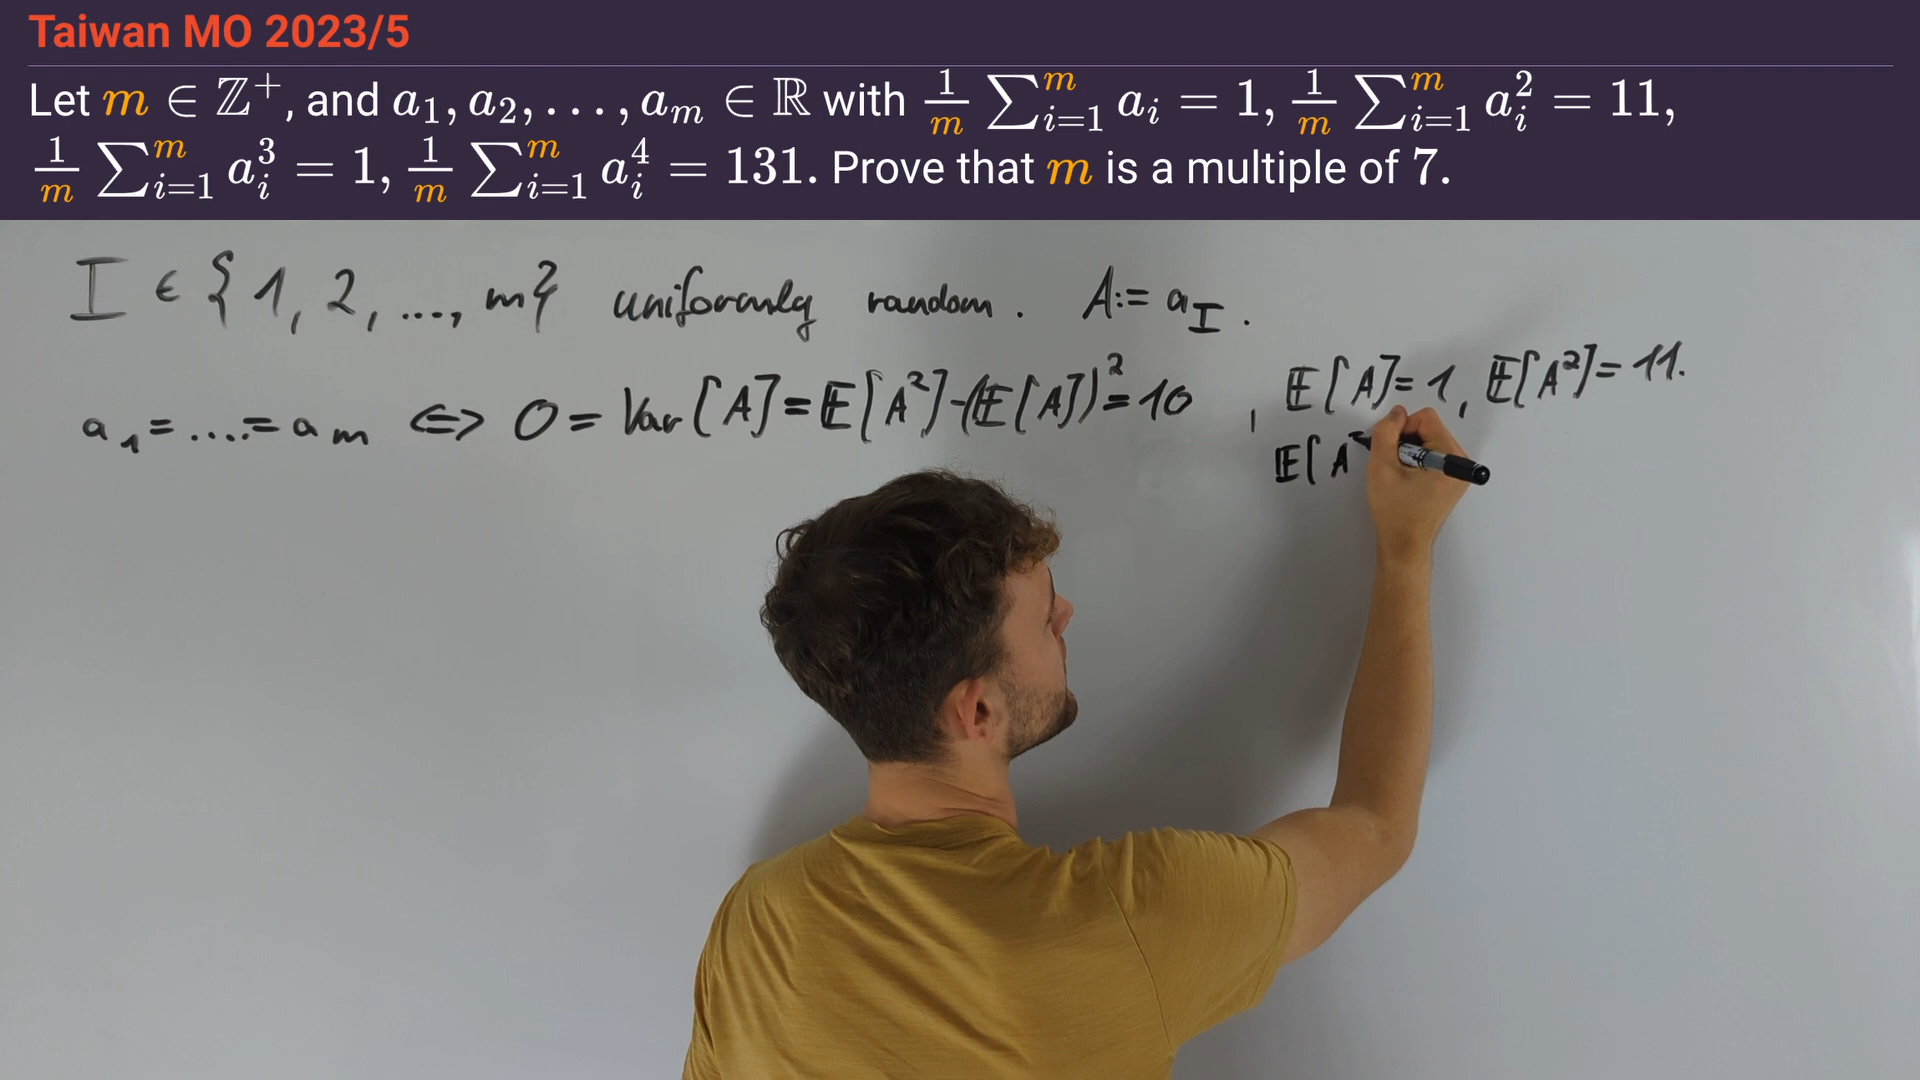 Taiwan MO 2023/5
Let m ∈ ℤ⁺, and a₁, a₂, ..., aₘ ∈ ℝ with 1/m ∑ᵢ₌₁ᵐ aᵢ = 1, 1/m ∑ᵢ₌₁ᵐ aᵢ² = 11,
1/m ∑ᵢ₌₁ᵐ aᵢ³ = 1, 1/m ∑ᵢ₌₁ᵐ aᵢ⁴ = 131. Prove that m is a multiple of 7.
I ∈ {1, 2, ..., m} uniformly random. A := a_I.
a₁ = .... = aₘ ⇔ 0 = Var[A] = 𝔼[A²] - (𝔼[A])² = 10 , 𝔼[A] = 1, 𝔼[A²] = 11.
𝔼[A